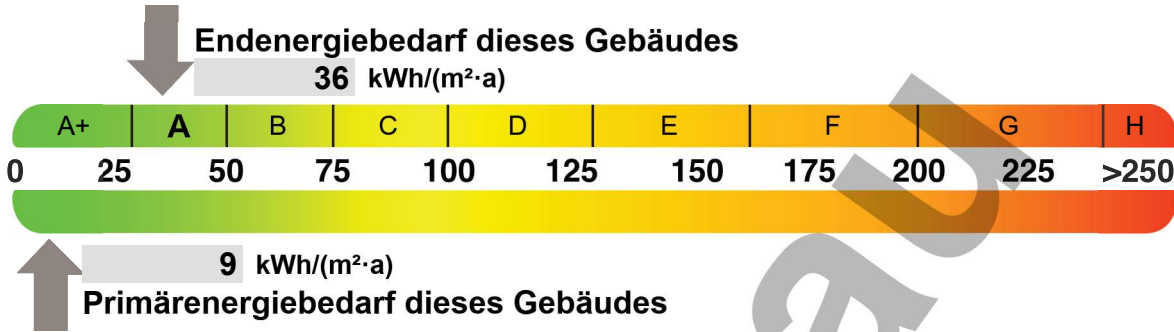 Endenergiebedarf dieses Gebäudes
36 kWh/(m²·a)
A+ A B C D E F G H
0 25 50 75 100 125 150 175 200 225 >250
9 kWh/(m²·a)
Primärenergiebedarf dieses Gebäudes
au